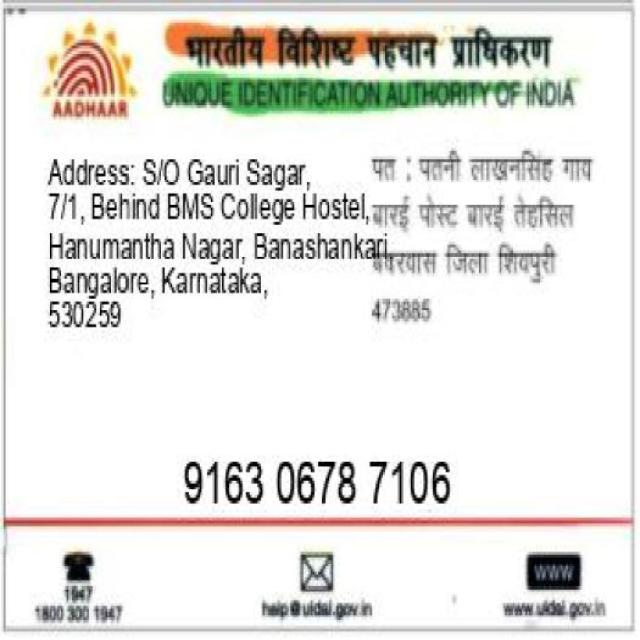 भारतीय विशिष्ट पहचान प्राधिकरण
UNIQUE IDENTIFICATION AUTHORITY OF INDIA
AADHAAR
Address: S/O Gauri Sagar,
7/1, Behind BMS College Hostel,
Hanumantha Nagar, Banashankari
Bangalore, Karnataka,
530259
पत : पतनी लाखनसिंह गाय
बारई पोस्ट बारई तेहसिल
जिला शिवपुरी
473885
9163 0678 7106
1947
1800 300 1947
help@uidai.gov.in
WWW
www.uidai.gov.in